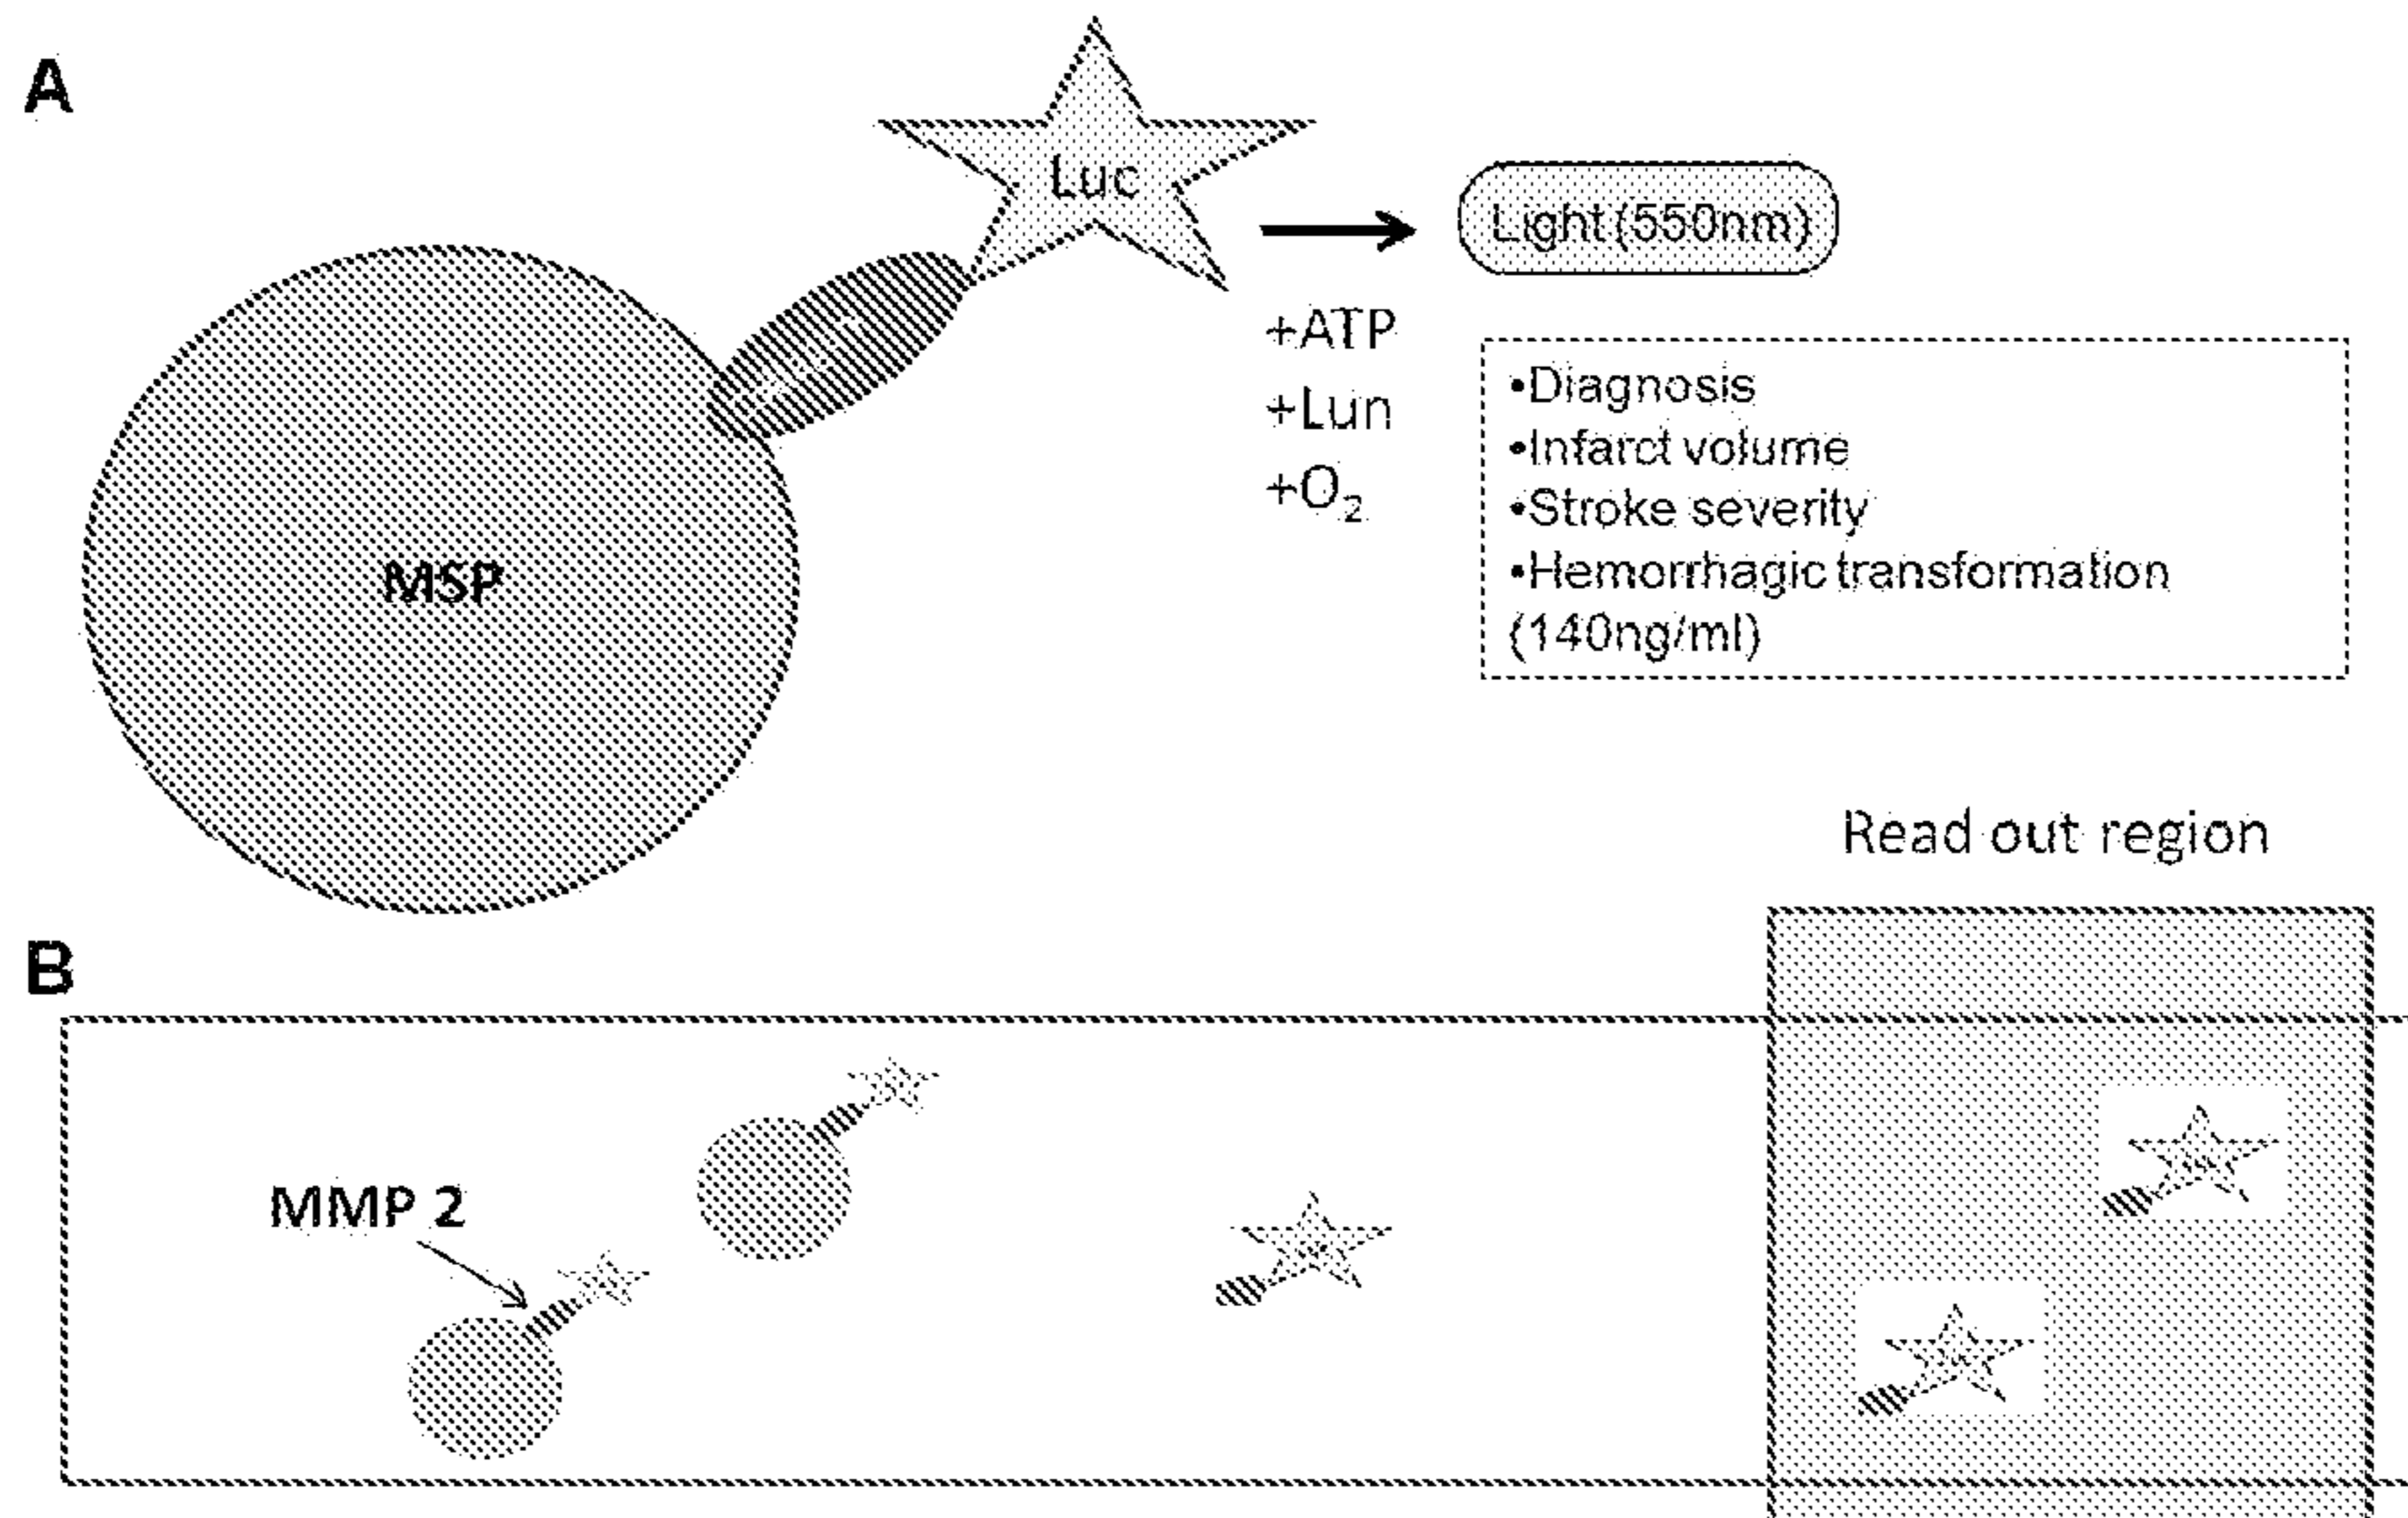 A
Luc
Light (550nm)
+ATP
+Lun
+O₂
•Diagnosis
•Infarct volume
•Stroke severity
•Hemorrhagic transformation
(140ng/ml)
MSP
Read out region
B
MMP 2